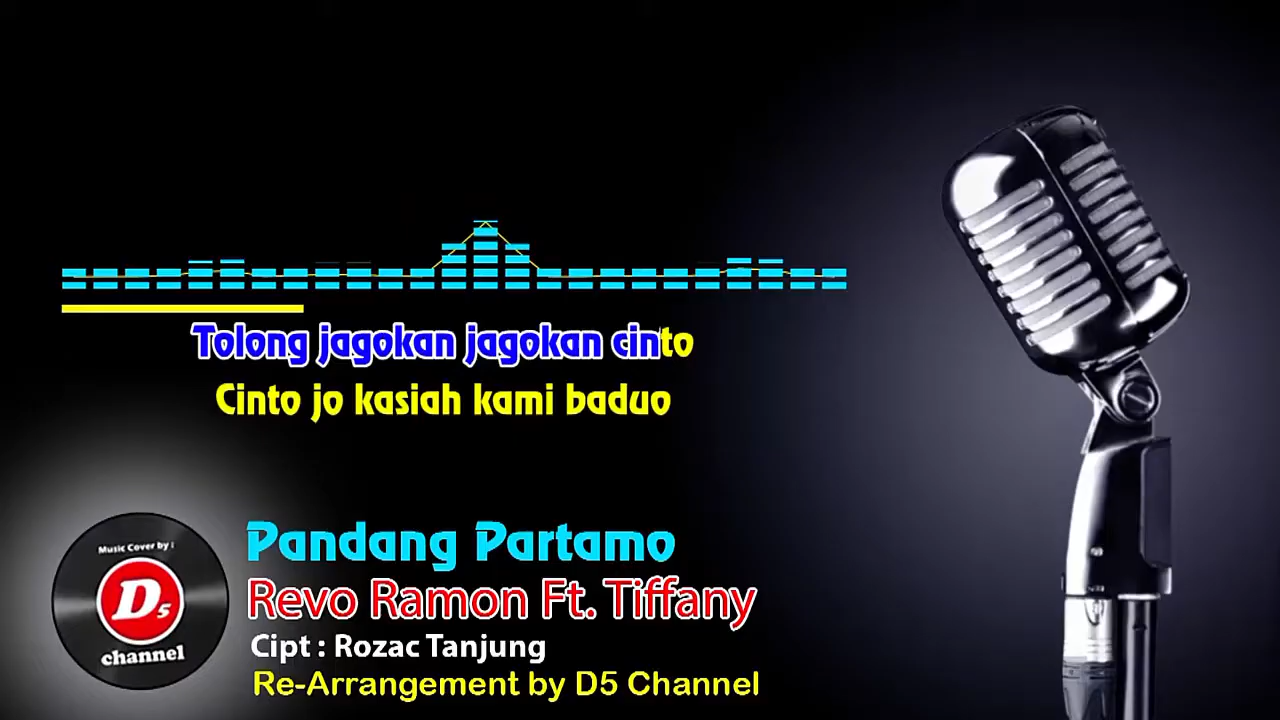 Tolong jagokan jagokan cinto
Cinto jo kasiah kami baduo
Pandang Partamo
Revo Ramon Ft. Tiffany
Cipt : Rozac Tanjung
Re-Arrangement by D5 Channel
Music Cover by :
D5
channel